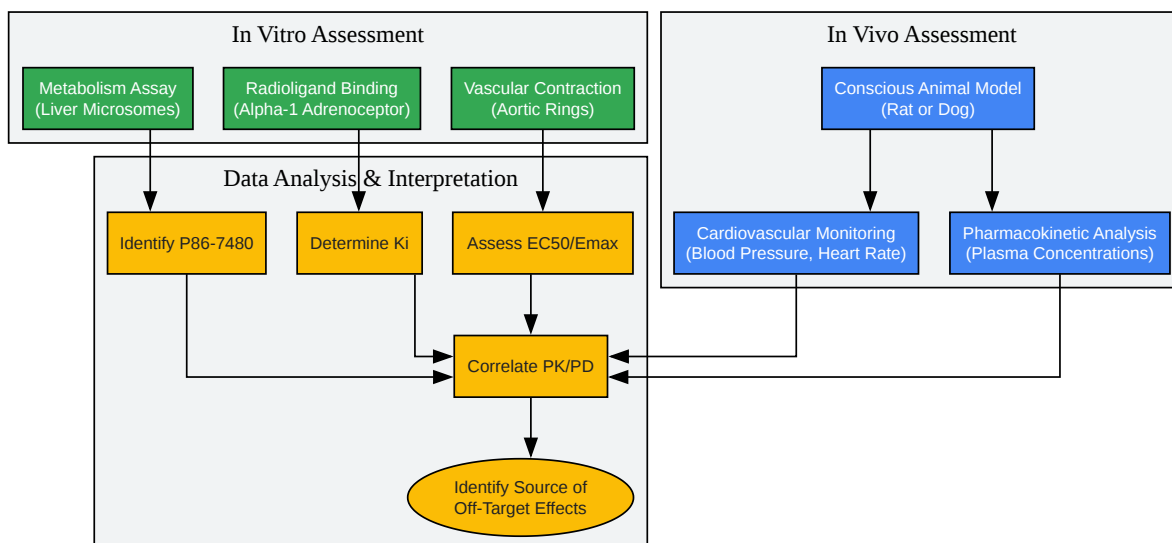 In Vitro Assessment
Metabolism Assay
(Liver Microsomes)
Radioligand Binding
(Alpha-1 Adrenoceptor)
Vascular Contraction
(Aortic Rings)
In Vivo Assessment
Conscious Animal Model
(Rat or Dog)
Data Analysis & Interpretation
Identify P86-7480
Determine Ki
Assess EC50/Emax
Cardiovascular Monitoring
(Blood Pressure, Heart Rate)
Pharmacokinetic Analysis
(Plasma Concentrations)
Correlate PK/PD
Identify Source of
Off-Target Effects